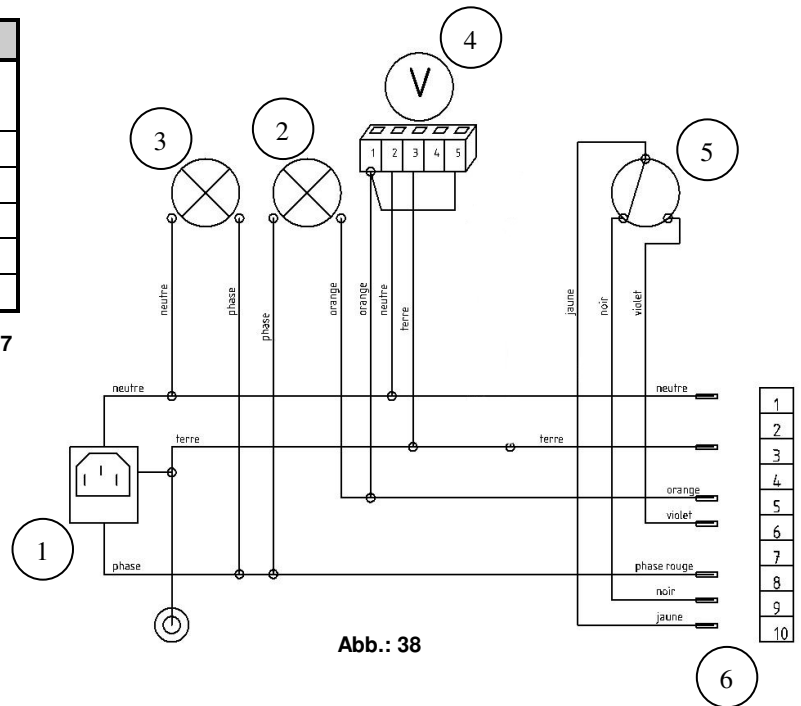 4
V
3
2
5
1 2 3 4 5
neutre
phase
phase
orange
orange
neutre
terre
jaune
noir
violet
7
neutre
neutre
1
2
terre
terre
3
4
orange
5
violet
6
1
7
phase
phase rouge
8
noir
9
jaune
10
Abb.: 38
6